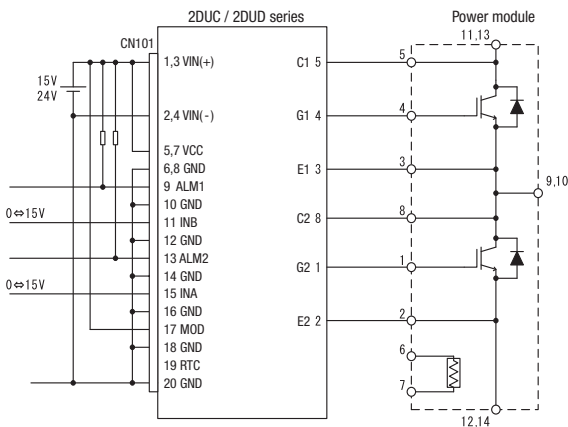 2DUC / 2DUD series
Power module
11,13
CN101
1,3 VIN(+)
C1 5
5
15V
24V
2,4 VIN(-)
G1 4
4
5,7 VCC
6,8 GND
E1 3
3
9 ALM1
9,10
10 GND
0⇔15V
11 INB
C2 8
8
12 GND
13 ALM2
G2 1
1
14 GND
0⇔15V
15 INA
16 GND
E2 2
2
17 MOD
18 GND
6
19 RTC
20 GND
7
12,14